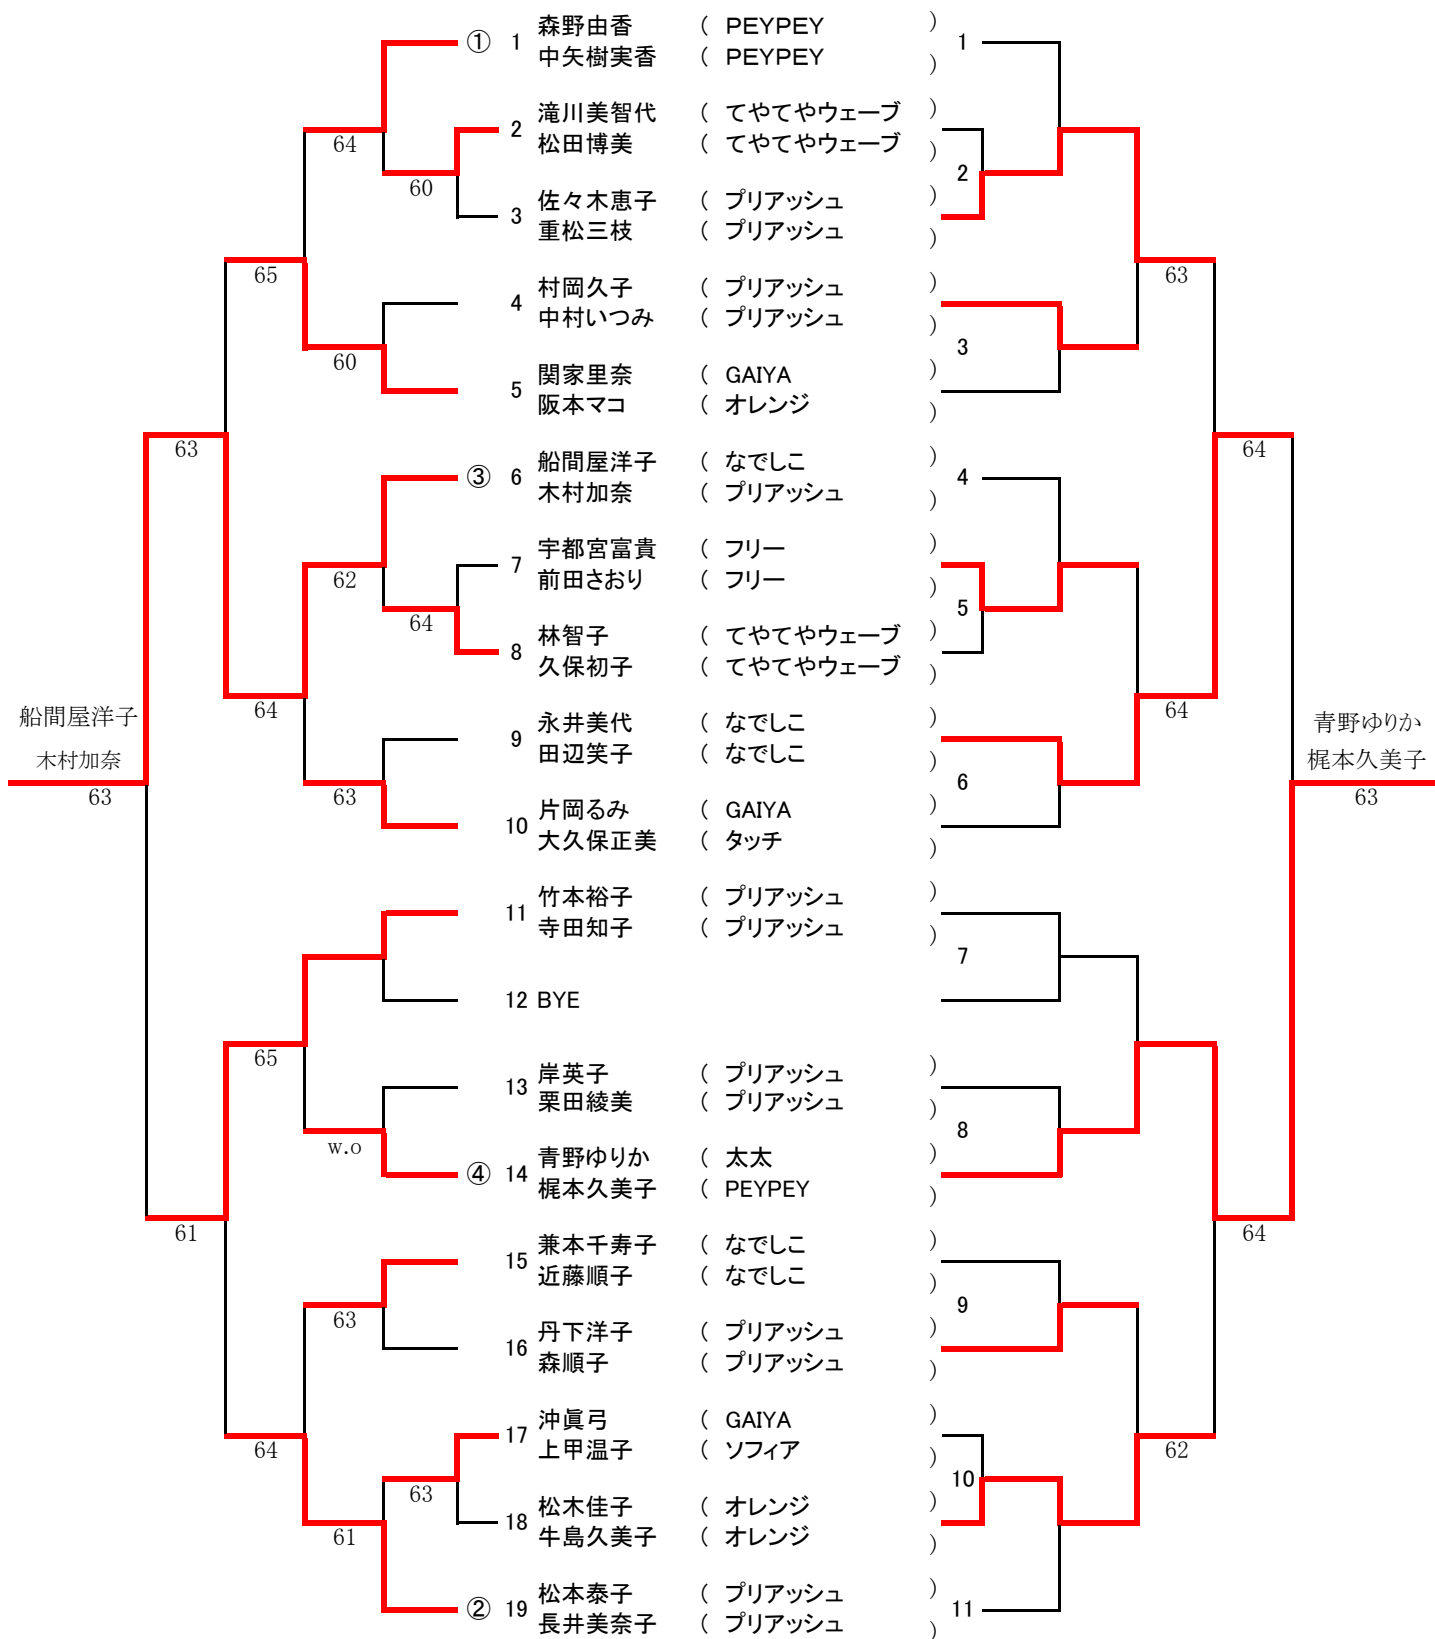 ① 1 森野由香 ( PEYPEY ) 1
中矢樹実香 ( PEYPEY )
2 滝川美智代 ( てやてやウェーブ )
松田博美 ( てやてやウェーブ )
64
60
2
3 佐々木恵子 ( プリアッシュ )
重松三枝 ( プリアッシュ )
65
63
4 村岡久子 ( プリアッシュ )
中村いつみ ( プリアッシュ )
60
3
5 関家里奈 ( GAIYA )
阪本マコ ( オレンジ )
63
64
③ 6 船間屋洋子 ( なでしこ ) 4
木村加奈 ( プリアッシュ )
7 宇都宮富貴 ( フリー )
前田さおり ( フリー )
62
64
5
8 林智子 ( てやてやウェーブ )
久保初子 ( てやてやウェーブ )
64
64
9 永井美代 ( なでしこ )
田辺笑子 ( なでしこ )
船間屋洋子
木村加奈
63
青野ゆりか
梶本久美子
63
63
6
10 片岡るみ ( GAIYA )
大久保正美 ( タッチ )
11 竹本裕子 ( プリアッシュ )
寺田知子 ( プリアッシュ )
7
12 BYE
65
13 岸英子 ( プリアッシュ )
栗田綾美 ( プリアッシュ )
w.o
8
④ 14 青野ゆりか ( 太太 )
梶本久美子 ( PEYPEY )
61
64
15 兼本千寿子 ( なでしこ )
近藤順子 ( なでしこ )
63
9
16 丹下洋子 ( プリアッシュ )
森順子 ( プリアッシュ )
17 沖眞弓 ( GAIYA )
上甲温子 ( ソフィア )
64
62
63
10
18 松木佳子 ( オレンジ )
牛島久美子 ( オレンジ )
61
② 19 松本泰子 ( プリアッシュ ) 11
長井美奈子 ( プリアッシュ )